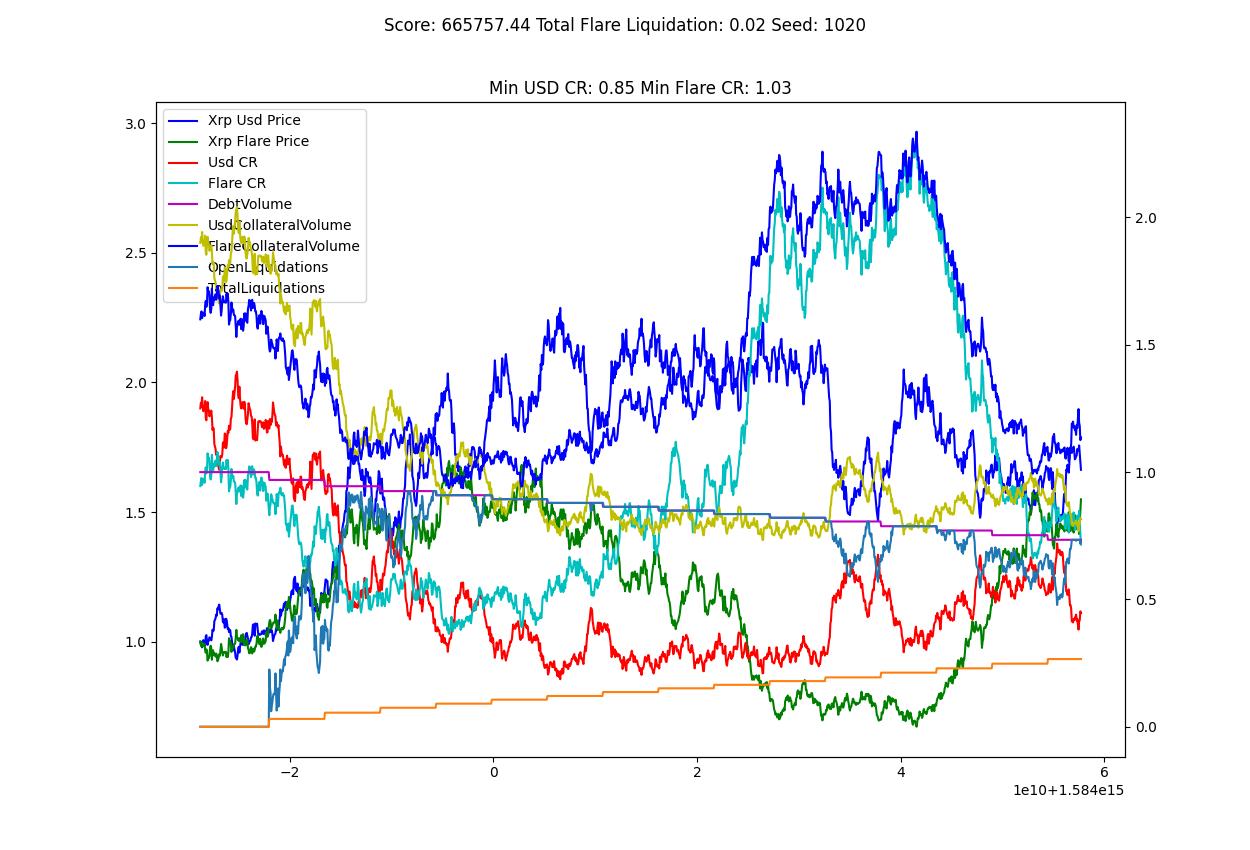 Score: 665757.44 Total Flare Liquidation: 0.02 Seed: 1020
Min USD CR: 0.85 Min Flare CR: 1.03
Xrp Usd Price
Xrp Flare Price
Usd CR
Flare CR
DebtVolume
UsdCollateralVolume
FlareCollateralVolume
OpenLiquidations
TotalLiquidations
3.0
2.5
2.0
1.5
1.0
2.0
1.5
1.0
0.5
0.0
−2
0
2
4
6
1e10+1.584e15